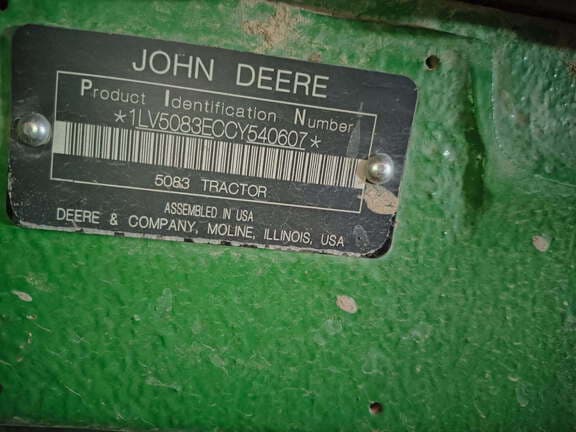 JOHN DEERE
Product Identification Number
*1LV5083ECCY540607*
5083 TRACTOR
ASSEMBLED IN USA
DEERE & COMPANY, MOLINE, ILLINOIS, USA